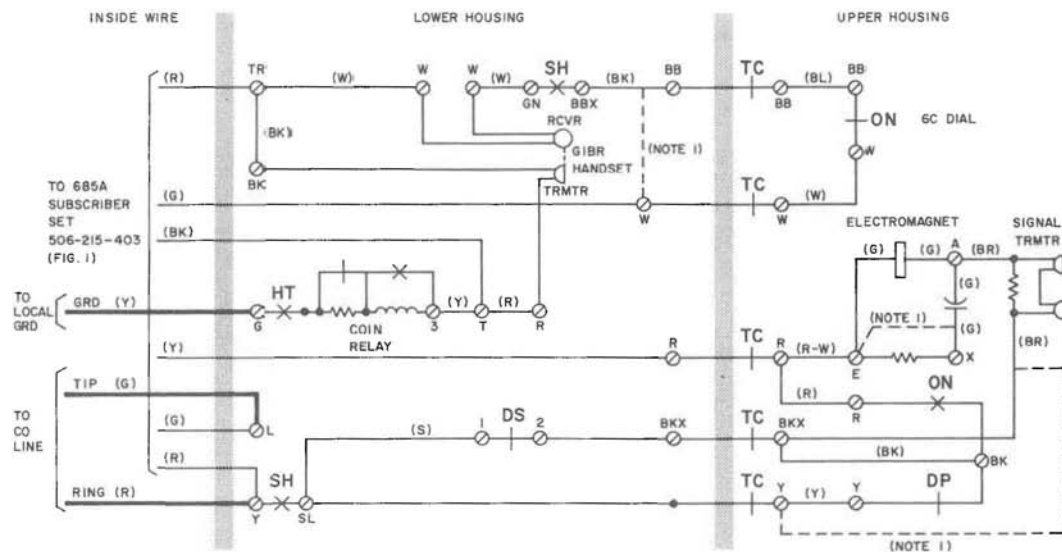 INSIDE WIRE
LOWER HOUSING
UPPER HOUSING
(R)
TR
(W)
W
W
(W)
SH
(BK)
BB
TC
(BL)
BB
GN
BBX
BB
RCVR
ON
6C DIAL
(BK)
G1BR
HANDSET
(NOTE 1)
W
BK
TRMTR
TO 685A
SUBSCRIBER
SET
506-215-403
(FIG. 1)
(G)
TC
(W)
W
W
(BK)
ELECTROMAGNET
SIGNAL
TRMTR
(G)
(G)
A
(BR)
(G)
TO
LOCAL
GRD
GRD (Y)
HT
G
3
(Y)
T
(R)
R
COIN
RELAY
(NOTE 1)
(G)
(BR)
(Y)
R
TC
R
(R-W)
E
X
TIP (G)
(R)
R
ON
TO
CO
LINE
(G)
L
(S)
1
DS
2
BKX
TC
BKX
(BK)
BK
(R)
RING (R)
SH
Y
SL
TC
Y
(Y)
Y
DP
(NOTE 1)